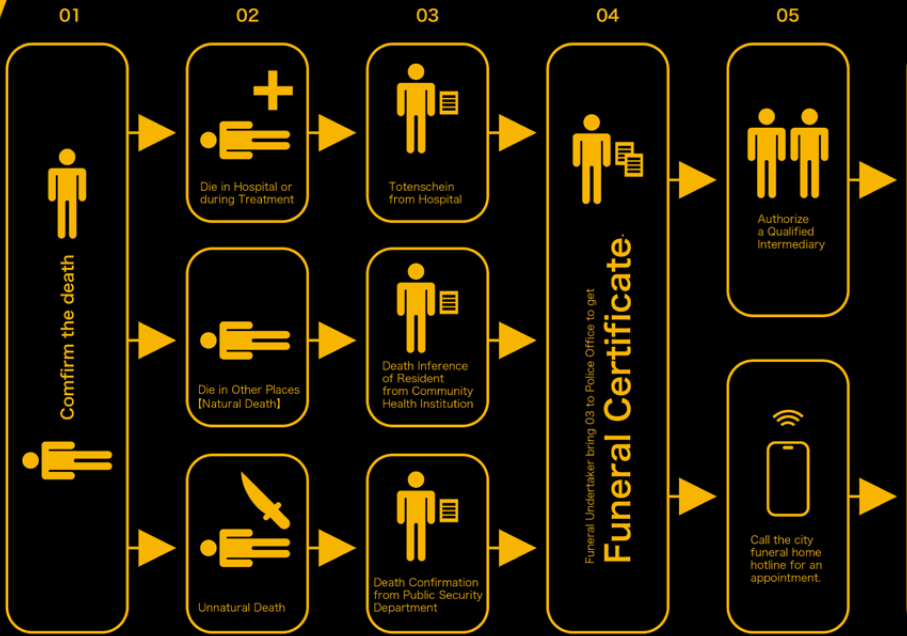 01
02
03
04
05
Comfirm the death
Die in Hospital or
during Treatment
Die in Other Places
【Natural Death】
Unnatural Death
Totenschein
from Hospital
Death Inference
of Resident
from Community
Health Institution
Death Confirmation
from Public Security
Department
Funeral Undertaker bring 03 to Police Office to get
Funeral Certificate.
Authorize
a Qualified
Intermediary
Call the city
funeral home
hotline for an
appointment.